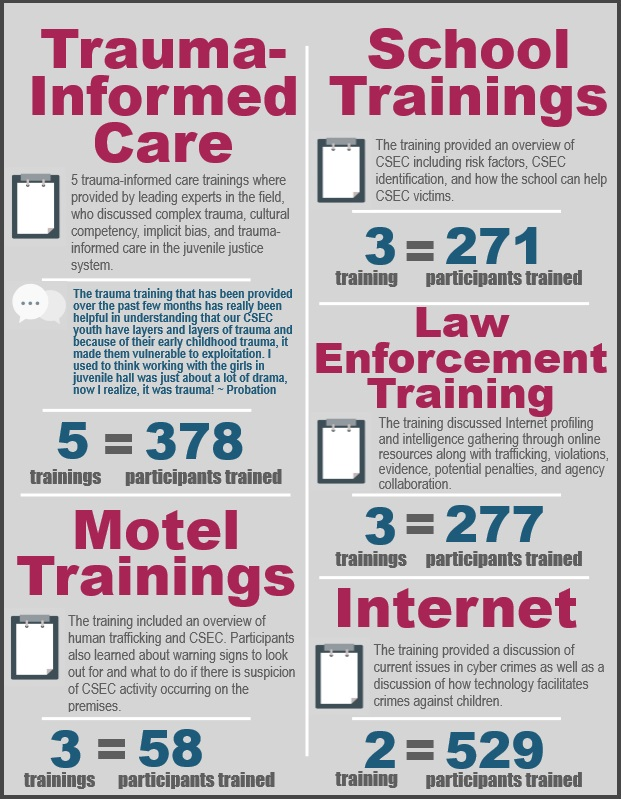 Trauma-
Informed
Care
5 trauma-informed care trainings where
provided by leading experts in the field,
who discussed complex trauma, cultural
competency, implicit bias, and trauma-
informed care in the juvenile justice
system.
The trauma training that has been provided
over the past few months has really been
helpful in understanding that our CSEC
youth have layers and layers of trauma and
because of their early childhood trauma, it
made them vulnerable to exploitation. I
used to think working with the girls in
juvenile hall was just about a lot of drama,
now I realize, it was trauma! ~ Probation
5 = 378
trainings participants trained
Motel
Trainings
The training included an overview of
human trafficking and CSEC. Participants
also learned about warning signs to look
out for and what to do if there is suspicion
of CSEC activity occurring on the
premises.
3 = 58
trainings participants trained
School
Trainings
The training provided an overview of
CSEC including risk factors, CSEC
identification, and how the school can help
CSEC victims.
3 = 271
training participants trained
Law
Enforcement
Training
The training discussed Internet profiling
and intelligence gathering through online
resources along with trafficking, violations,
evidence, potential penalties, and agency
collaboration.
3 = 277
trainings participants trained
Internet
The training provided a discussion of
current issues in cyber crimes as well as a
discussion of how technology facilitates
crimes against children.
2 = 529
training participants trained